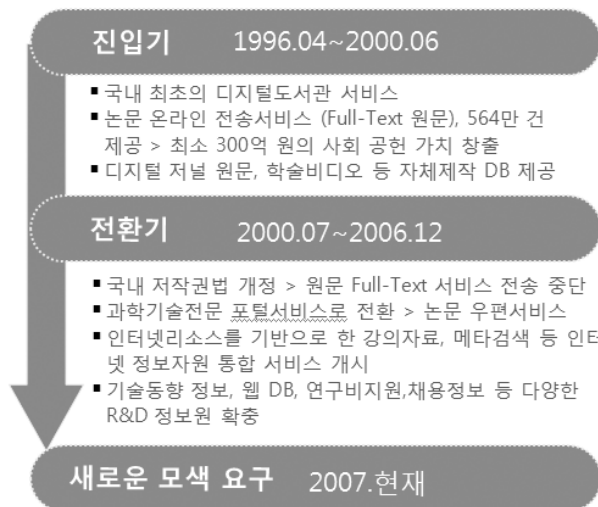 진입기 1996.04~2000.06
▪ 국내 최초의 디지털도서관 서비스
▪ 논문 온라인 전송서비스 (Full-Text 원문), 564만 건
제공 > 최소 300억 원의 사회 공헌 가치 창출
▪ 디지털 저널 원문, 학술비디오 등 자체제작 DB 제공
전환기 2000.07~2006.12
▪ 국내 저작권법 개정 > 원문 Full-Text 서비스 전송 중단
▪ 과학기술전문 포털서비스로 전환 > 논문 우편서비스
▪ 인터넷리소스를 기반으로 한 강의자료, 메타검색 등 인터
넷 정보자원 통합 서비스 개시
▪ 기술동향 정보, 웹 DB, 연구비지원,채용정보 등 다양한
R&D 정보원 확충
새로운 모색 요구 2007.현재